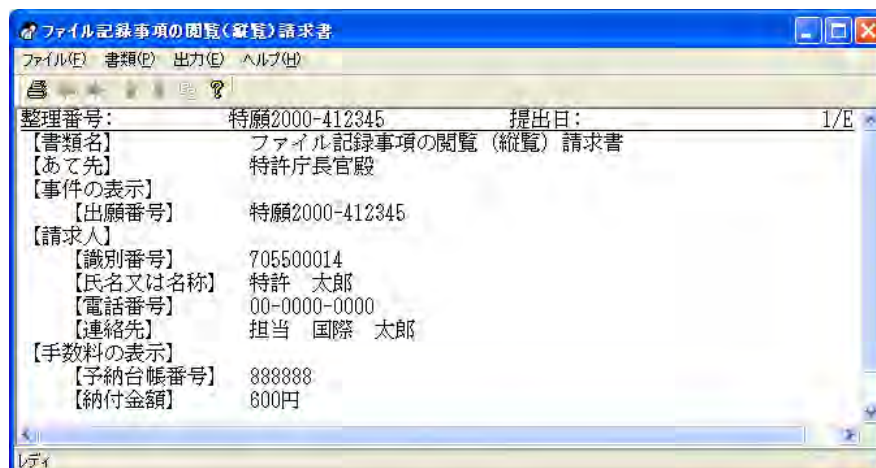 ファイル記録事項の閲覧(縦覧)請求書
ファイル(F) 書類(P) 出力(E) ヘルプ(H)
整理番号: 特願2000-412345 提出日: 1/E
【書類名】 ファイル記録事項の閲覧（縦覧）請求書
【あて先】 特許庁長官殿
【事件の表示】
【出願番号】 特願2000-412345
【請求人】
【識別番号】 705500014
【氏名又は名称】 特許 太郎
【電話番号】 00-0000-0000
【連絡先】 担当 国際 太郎
【手数料の表示】
【予納台帳番号】 888888
【納付金額】 600円
レディ